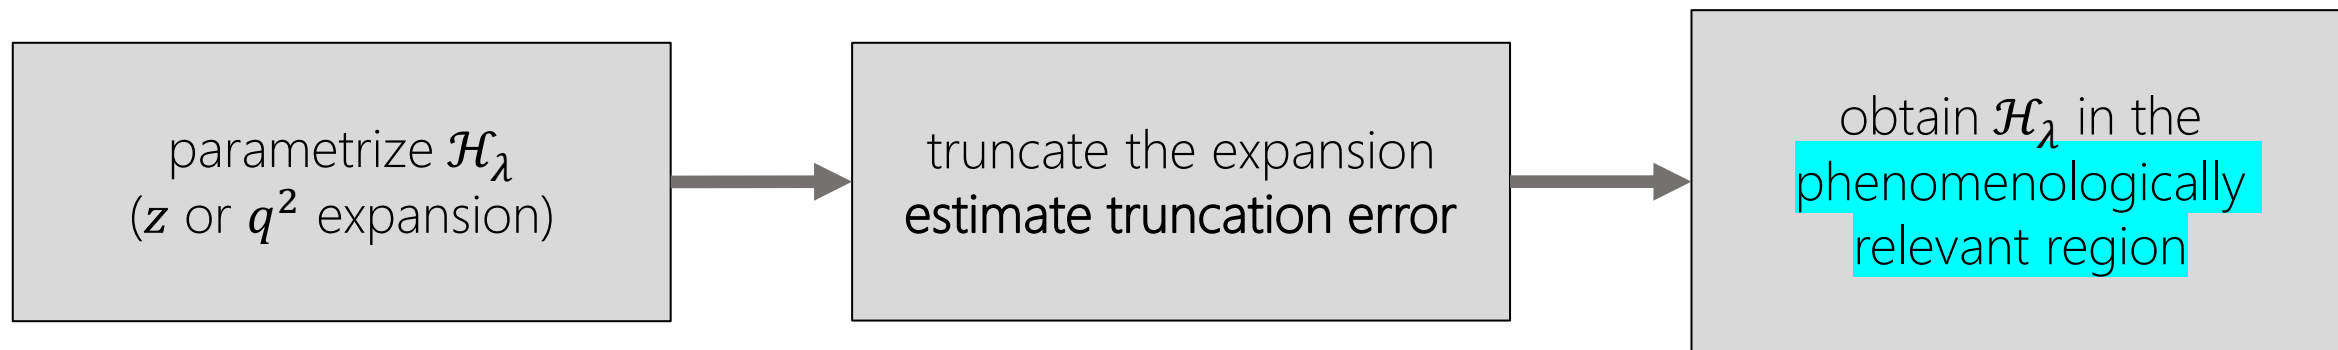 parametrize ℋ_λ
(z or q² expansion)
truncate the expansion
estimate truncation error
obtain ℋ_λ in the
phenomenologically
relevant region